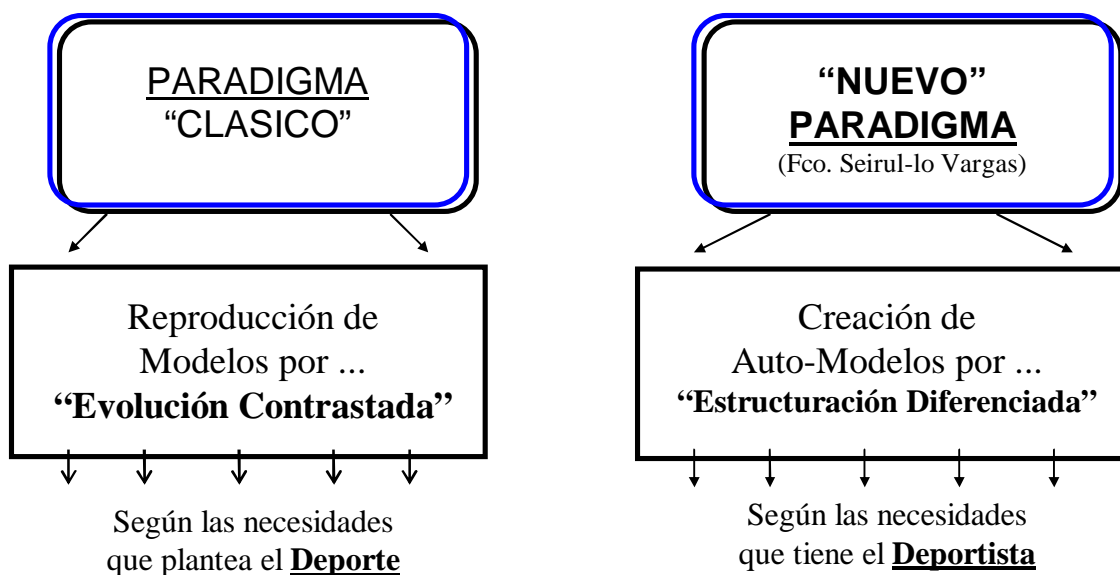 PARADIGMA
“CLASICO”
Reproducción de
Modelos por ...
“Evolución Contrastada”
Según las necesidades
que plantea el Deporte
“NUEVO”
PARADIGMA
(Fco. Seirul-lo Vargas)
Creación de
Auto-Modelos por ...
“Estructuración Diferenciada”
Según las necesidades
que tiene el Deportista